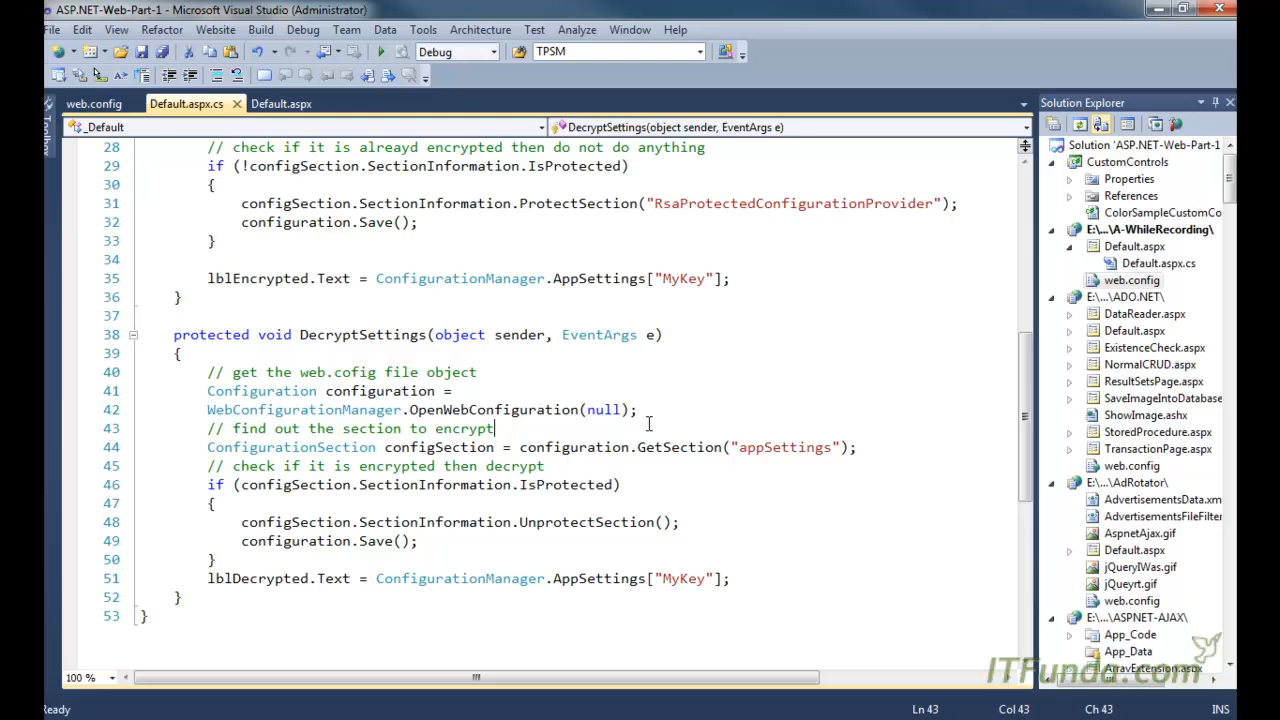 ASP.NET-Web-Part-1 - Microsoft Visual Studio (Administrator)
File Edit View Refactor Website Build Debug Team Data Tools Architecture Test Analyze Window Help
Debug TPSM
web.config Default.aspx.cs Default.aspx
Toolbox
_Default DecryptSettings(object sender, EventArgs e)
28 // check if it is alreayd encrypted then do not do anything
29 if (!configSection.SectionInformation.IsProtected)
30 {
31 configSection.SectionInformation.ProtectSection("RsaProtectedConfigurationProvider");
32 configuration.Save();
33 }
34
35 lblEncrypted.Text = ConfigurationManager.AppSettings["MyKey"];
36 }
37
38 protected void DecryptSettings(object sender, EventArgs e)
39 {
40 // get the web.cofig file object
41 Configuration configuration =
42 WebConfigurationManager.OpenWebConfiguration(null);
43 // find out the section to encrypt
44 ConfigurationSection configSection = configuration.GetSection("appSettings");
45 // check if it is encrypted then decrypt
46 if (configSection.SectionInformation.IsProtected)
47 {
48 configSection.SectionInformation.UnprotectSection();
49 configuration.Save();
50 }
51 lblDecrypted.Text = ConfigurationManager.AppSettings["MyKey"];
52 }
53 }
100 %
Solution Explorer
Solution 'ASP.NET-Web-Part-1
CustomControls
Properties
References
ColorSampleCustomCo
E:\...\A-WhileRecording\
Default.aspx
Default.aspx.cs
web.config
E:\...\ADO.NET\
DataReader.aspx
Default.aspx
ExistenceCheck.aspx
NormalCRUD.aspx
ResultSetsPage.aspx
SaveImageIntoDatabase
ShowImage.ashx
StoredProcedure.aspx
TransactionPage.aspx
web.config
E:\...\AdRotator\
AdvertisementsData.xm
AdvertisementsFileFilter
AspnetAjax.gif
Default.aspx
jQueryIWas.gif
jQueyrt.gif
web.config
E:\...\ASPNET-AJAX\
App_Code
App_Data
ArrayExtension.aspx
ITFunda.com
Ready Ln 43 Col 43 Ch 43 INS